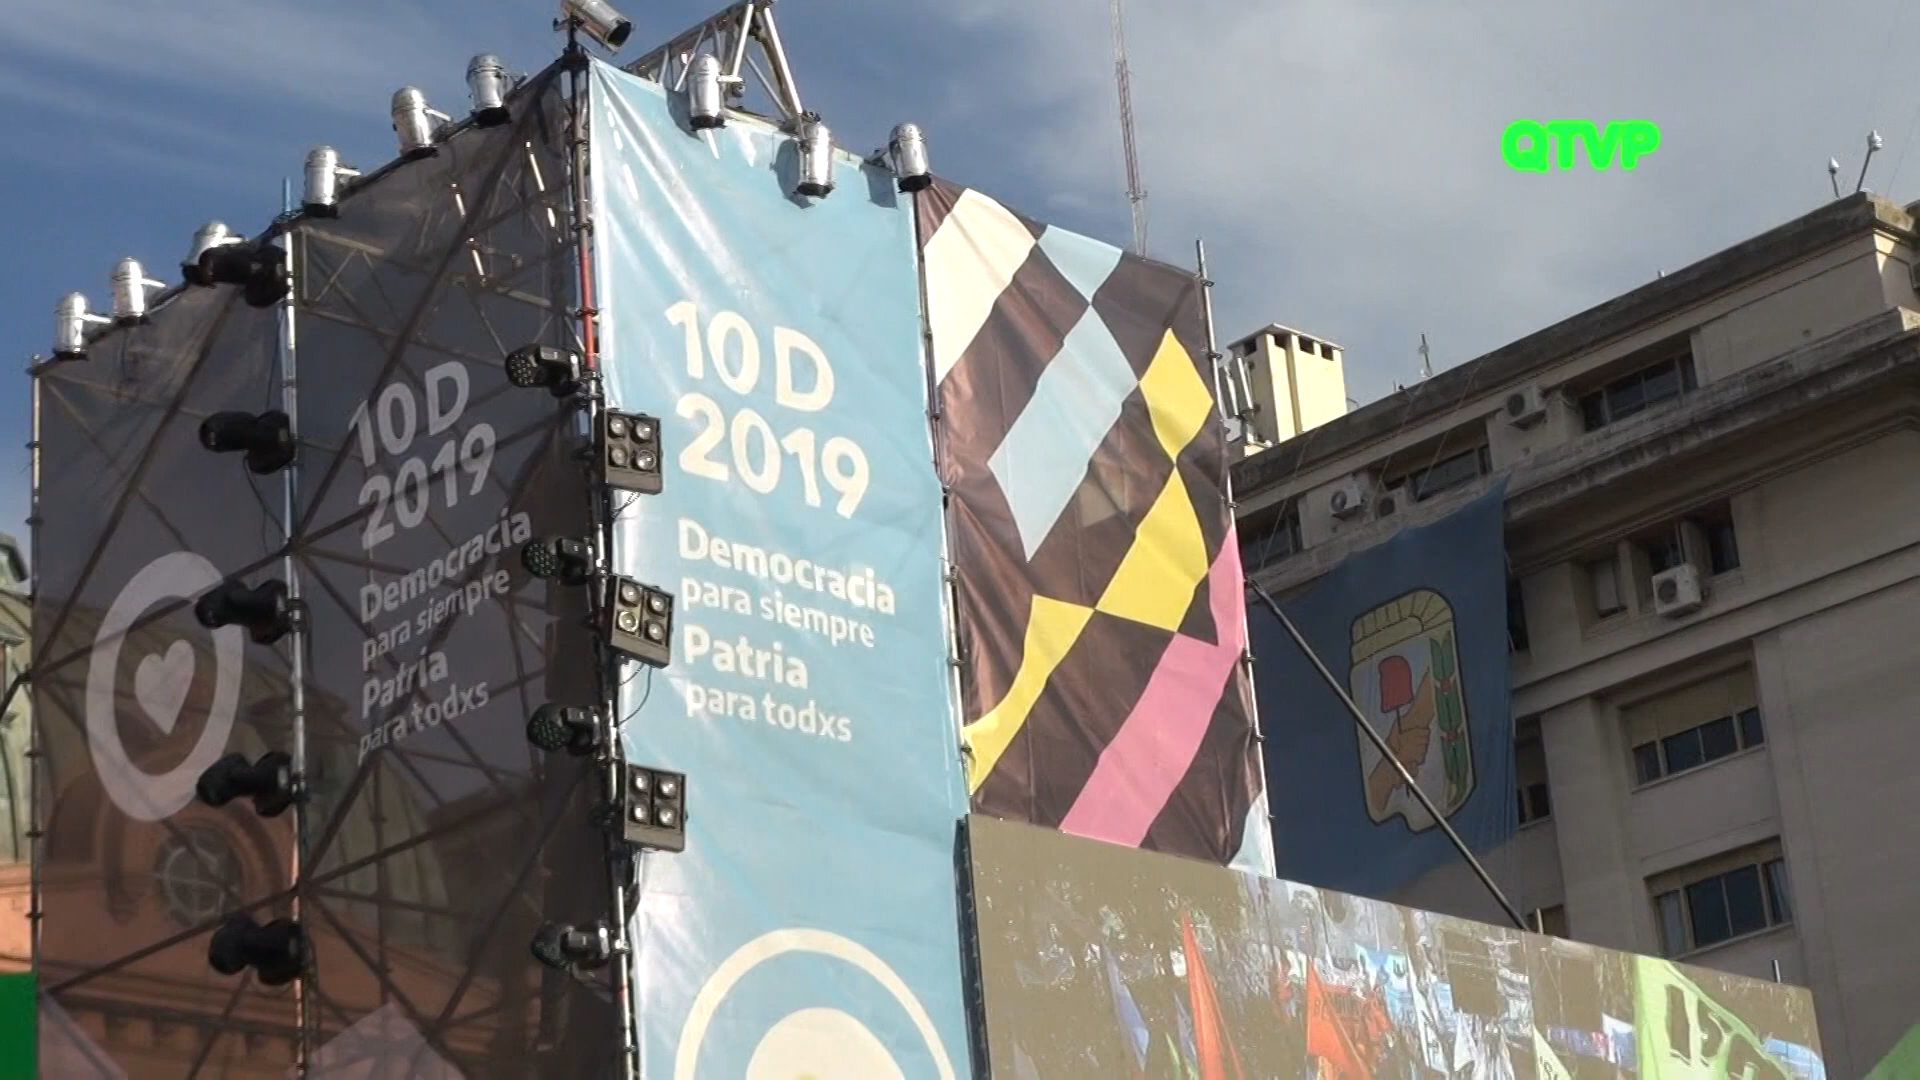 QTVP
10 D
2019
Democracia
para siempre
Patria
para todxs
10 D
2019
Democracia
para siempre
Patria
para todxs